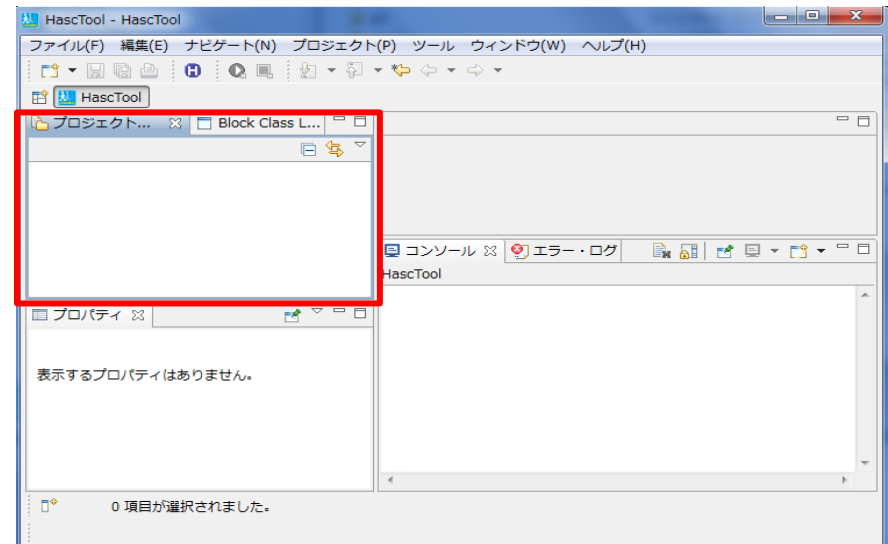 HascTool - HascTool
ファイル(F) 編集(E) ナビゲート(N) プロジェクト(P) ツール ウィンドウ(W) ヘルプ(H)
HascTool
プロジェクト... Block Class L...
コンソール エラー・ログ
HascTool
プロパティ
表示するプロパティはありません。
0 項目が選択されました。